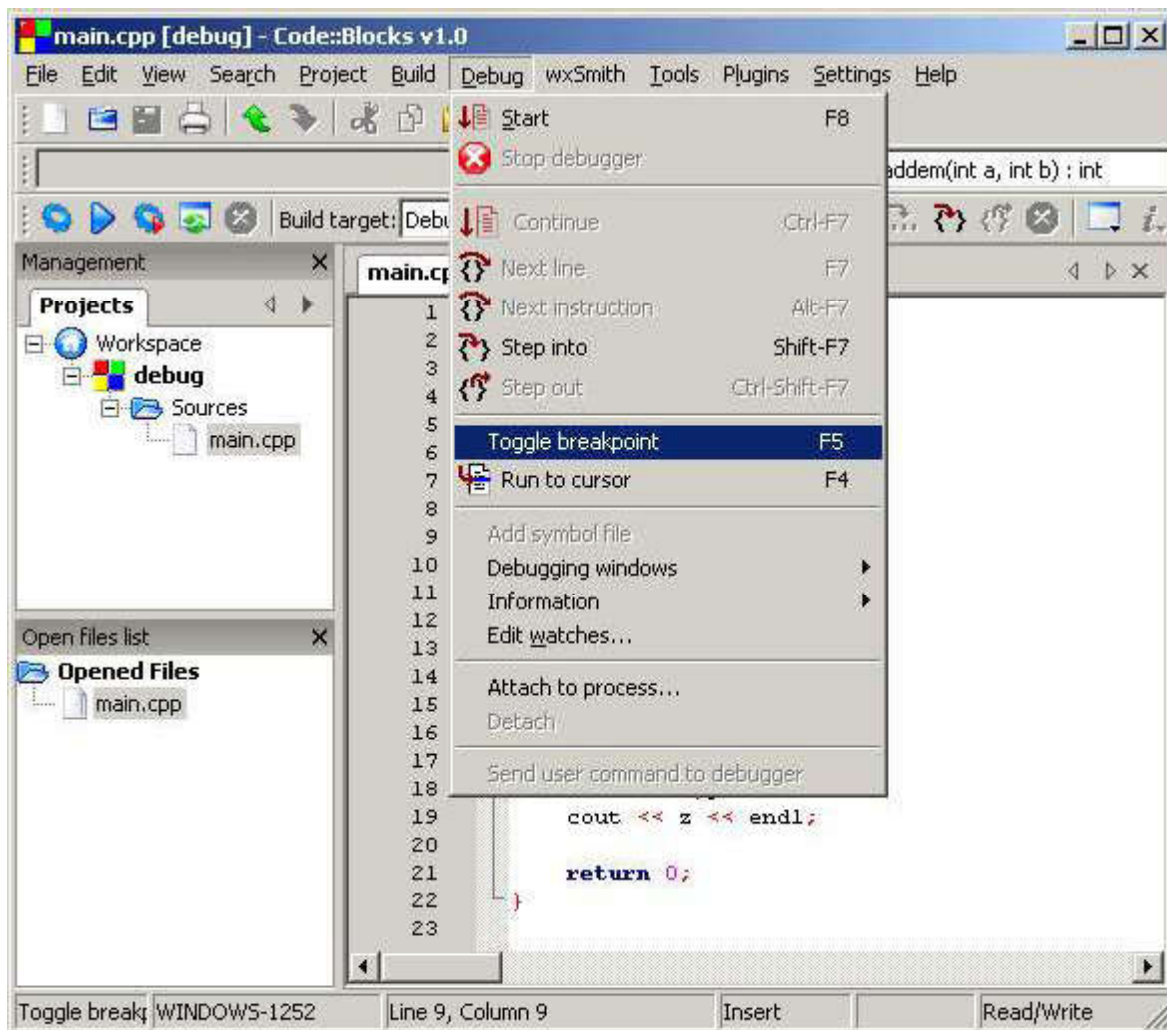 main.cpp [debug] - Code::Blocks v1.0
File Edit View Search Project Build Debug wxSmith Tools Plugins Settings Help
Start F8
Stop debugger
addem(int a, int b) : int
Continue Ctrl-F7
Build target:
Management
Next line F7
Projects
Next instruction Alt-F7
Workspace
Step into Shift-F7
debug
Step out Ctrl-Shift-F7
Sources
main.cpp
Toggle breakpoint F5
Run to cursor F4
Add symbol file
Debugging windows
Information
Edit watches...
Open files list
Opened Files
main.cpp
Attach to process...
Detach
Send user command to debugger
1
2
3
4
5
6
7
8
9
10
11
12
13
14
15
16
17
18
19 cout << z << endl;
20
21 return 0;
22 }
23
WINDOWS-1252 Line 9, Column 9 Insert Read/Write